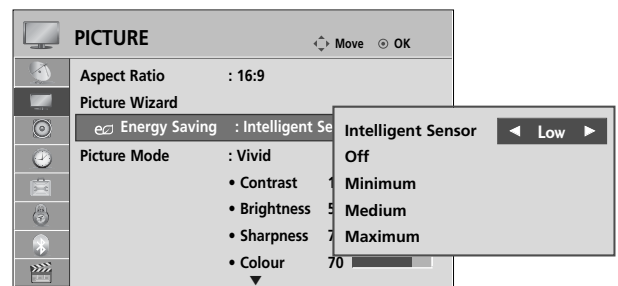 PICTURE
Move OK
Aspect Ratio : 16:9
Picture Wizard
Energy Saving : Intelligent Se
Picture Mode : Vivid
• Contrast 1
• Brightness 5
• Sharpness 7
• Colour 70
Intelligent Sensor ◄ Low ►
Off
Minimum
Medium
Maximum